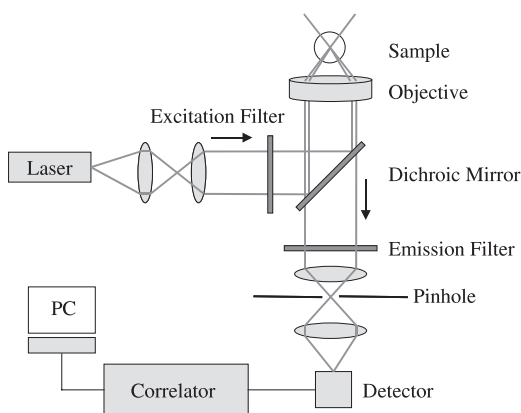 Sample
Objective
Excitation Filter
Laser
Dichroic Mirror
Emission Filter
Pinhole
PC
Correlator
Detector